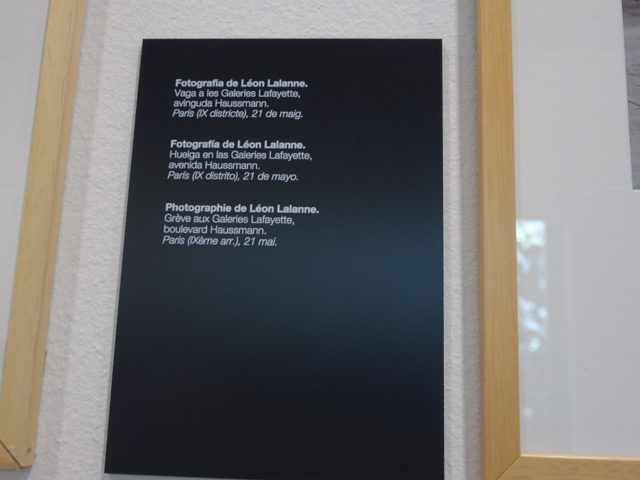 Fotografia de Léon Lalanne.
Vaga a les Galeries Lafayette,
avinguda Haussmann.
París (IX districte), 21 de maig.
Fotografía de Léon Lalanne.
Huelga en las Galeries Lafayette,
avenida Haussmann.
París (IX distrito), 21 de mayo.
Photographie de Léon Lalanne.
Grève aux Galeries Lafayette,
boulevard Haussmann.
Paris (IXème arr.), 21 mai.